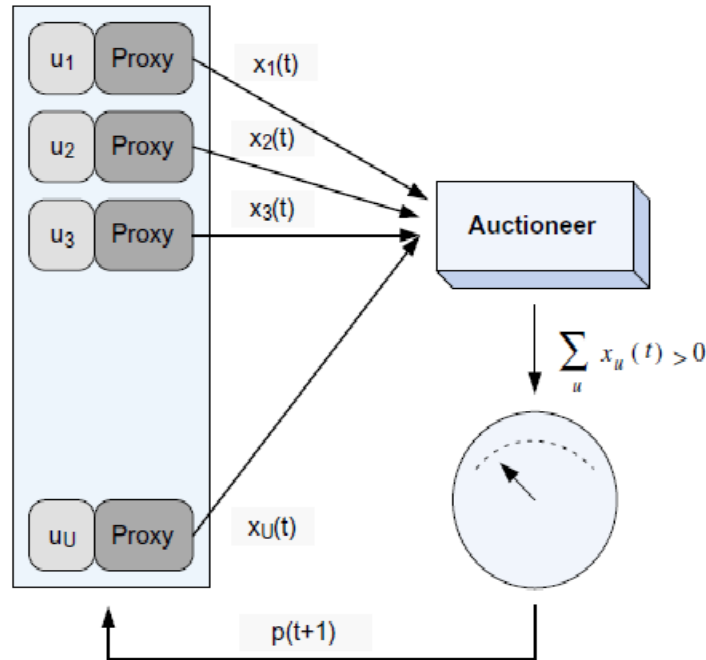 u1 Proxy x1(t)
u2 Proxy x2(t)
u3 Proxy x3(t)
Auctioneer
∑u xu(t) > 0
uU Proxy xU(t)
p(t+1)